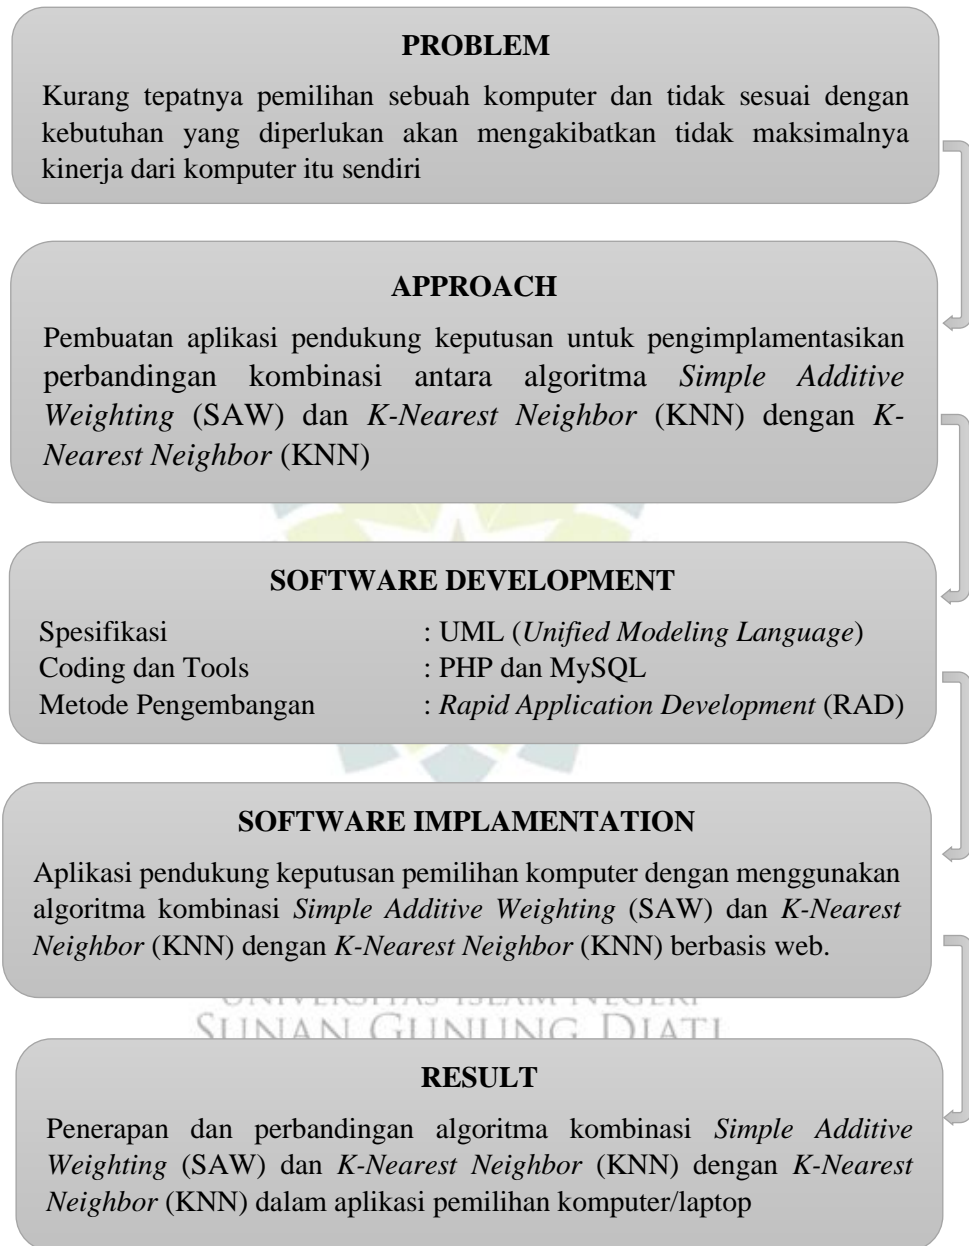 PROBLEM
Kurang tepatnya pemilihan sebuah komputer dan tidak sesuai dengan
kebutuhan yang diperlukan akan mengakibatkan tidak maksimalnya
kinerja dari komputer itu sendiri
APPROACH
Pembuatan aplikasi pendukung keputusan untuk pengimplamentasikan
perbandingan kombinasi antara algoritma Simple Additive
Weighting (SAW) dan K-Nearest Neighbor (KNN) dengan K-
Nearest Neighbor (KNN)
SOFTWARE DEVELOPMENT
Spesifikasi : UML (Unified Modeling Language)
Coding dan Tools : PHP dan MySQL
Metode Pengembangan : Rapid Application Development (RAD)
SOFTWARE IMPLAMENTATION
Aplikasi pendukung keputusan pemilihan komputer dengan menggunakan
algoritma kombinasi Simple Additive Weighting (SAW) dan K-Nearest
Neighbor (KNN) dengan K-Nearest Neighbor (KNN) berbasis web.
UNIVERSITAS ISLAM NEGERI
SUNAN GUNUNG DJATI
RESULT
Penerapan dan perbandingan algoritma kombinasi Simple Additive
Weighting (SAW) dan K-Nearest Neighbor (KNN) dengan K-Nearest
Neighbor (KNN) dalam aplikasi pemilihan komputer/laptop